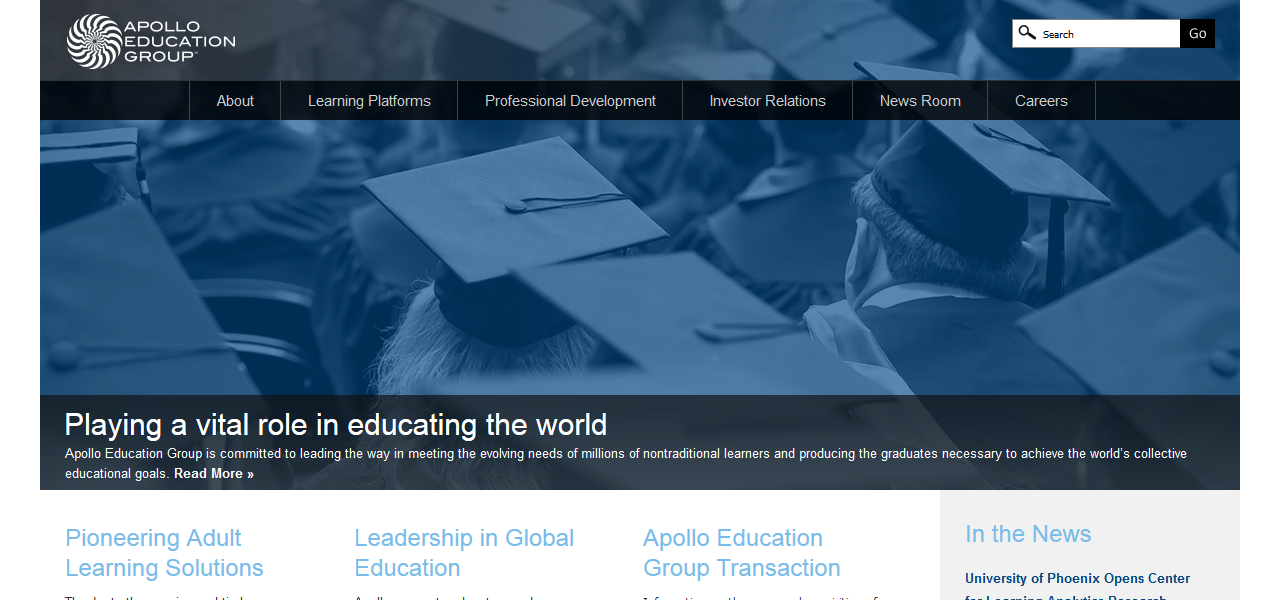 APOLLO
EDUCATION
GROUP
Search
Go
About
Learning Platforms
Professional Development
Investor Relations
News Room
Careers
Playing a vital role in educating the world
Apollo Education Group is committed to leading the way in meeting the evolving needs of millions of nontraditional learners and producing the graduates necessary to achieve the world's collective
educational goals. Read More »
Pioneering Adult
Learning Solutions
Leadership in Global
Education
Apollo Education
Group Transaction
In the News
University of Phoenix Opens Center
for Learning Analytics Research